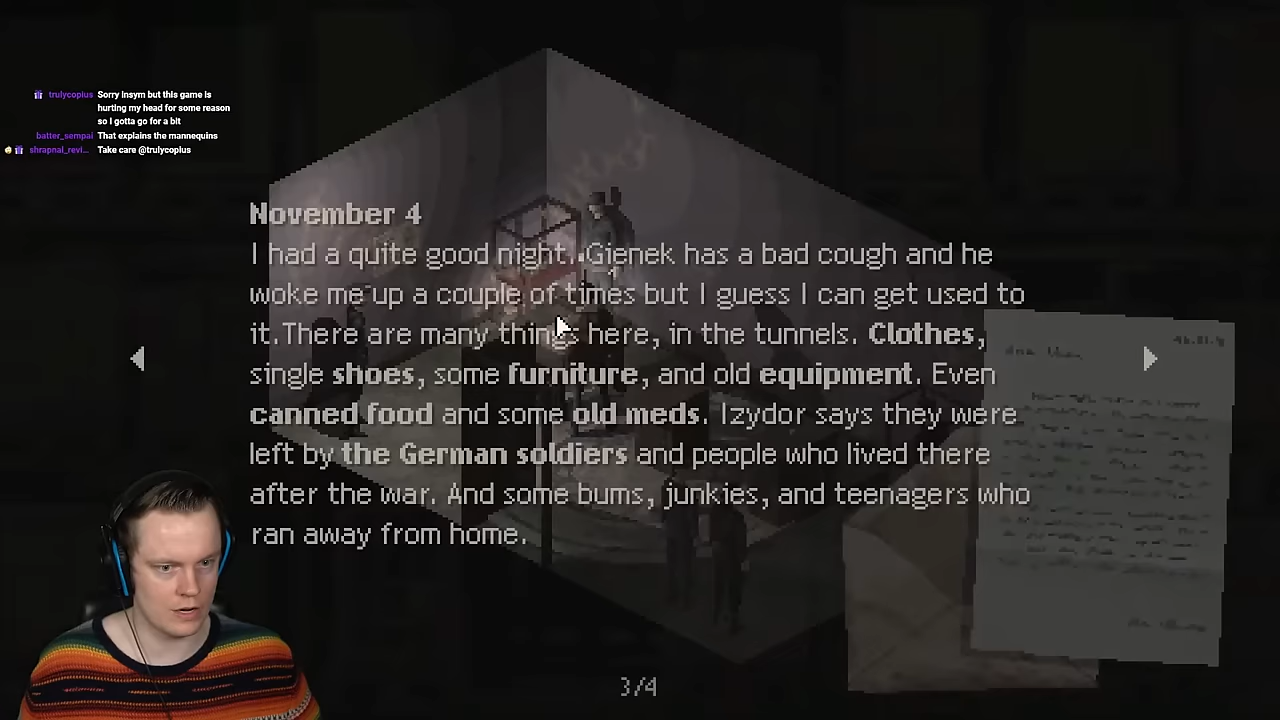 trulycopius Sorry Insym but this game is
hurting my head for some reason
so I gotta go for a bit
batter_sempai That explains the mannequins
shrapnal_revi... Take care @trulycopius
November 4
I had a quite good night. Gienek has a bad cough and he
woke me up a couple of times but I guess I can get used to
it.There are many things here, in the tunnels. Clothes,
single shoes, some furniture, and old equipment. Even
canned food and some old meds. Izydor says they were
left by the German soldiers and people who lived there
after the war. And some bums, junkies, and teenagers who
ran away from home.
3/4